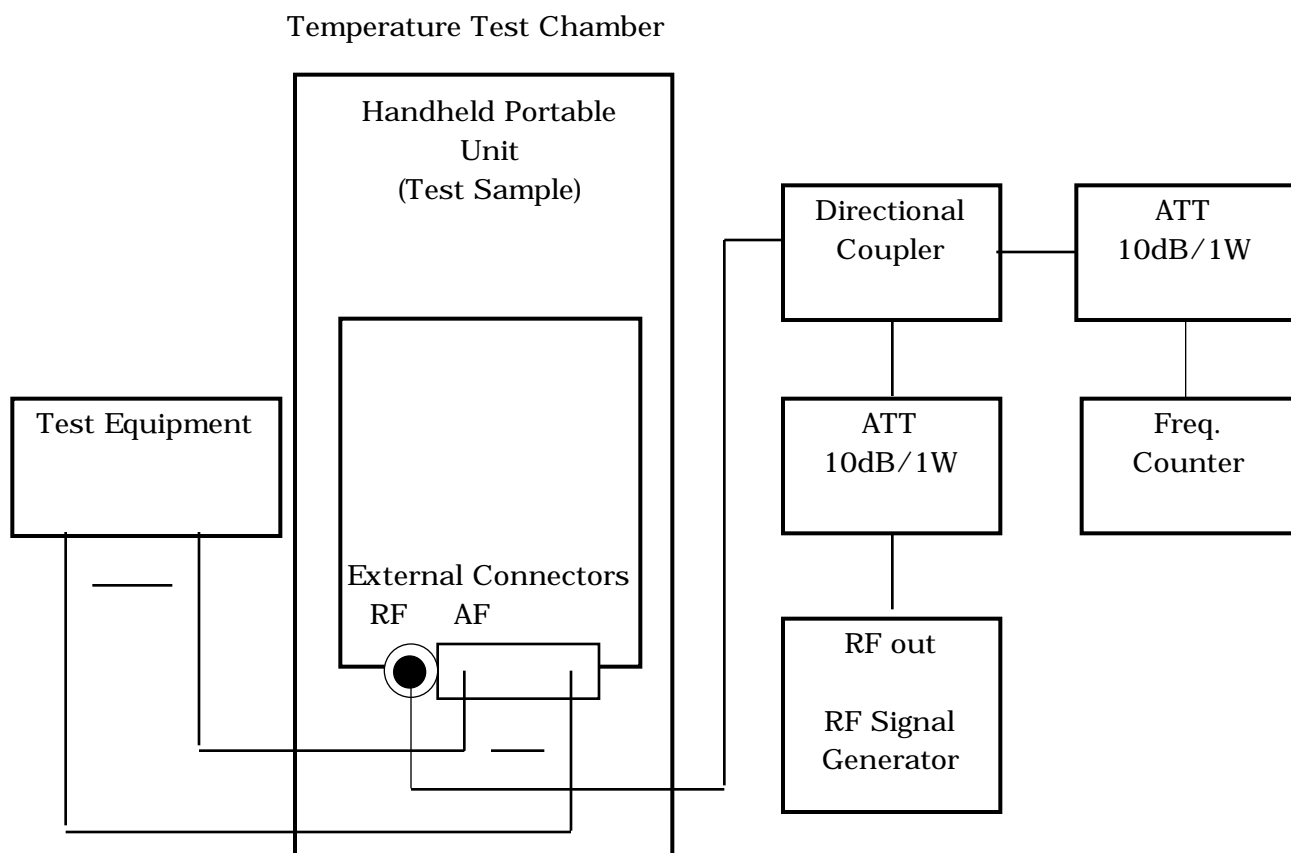 Temperature Test Chamber
Handheld Portable
Unit
(Test Sample)
Directional
Coupler
ATT
10dB/1W
Test Equipment
ATT
10dB/1W
Freq.
Counter
External Connectors
RF AF
RF out
RF Signal
Generator